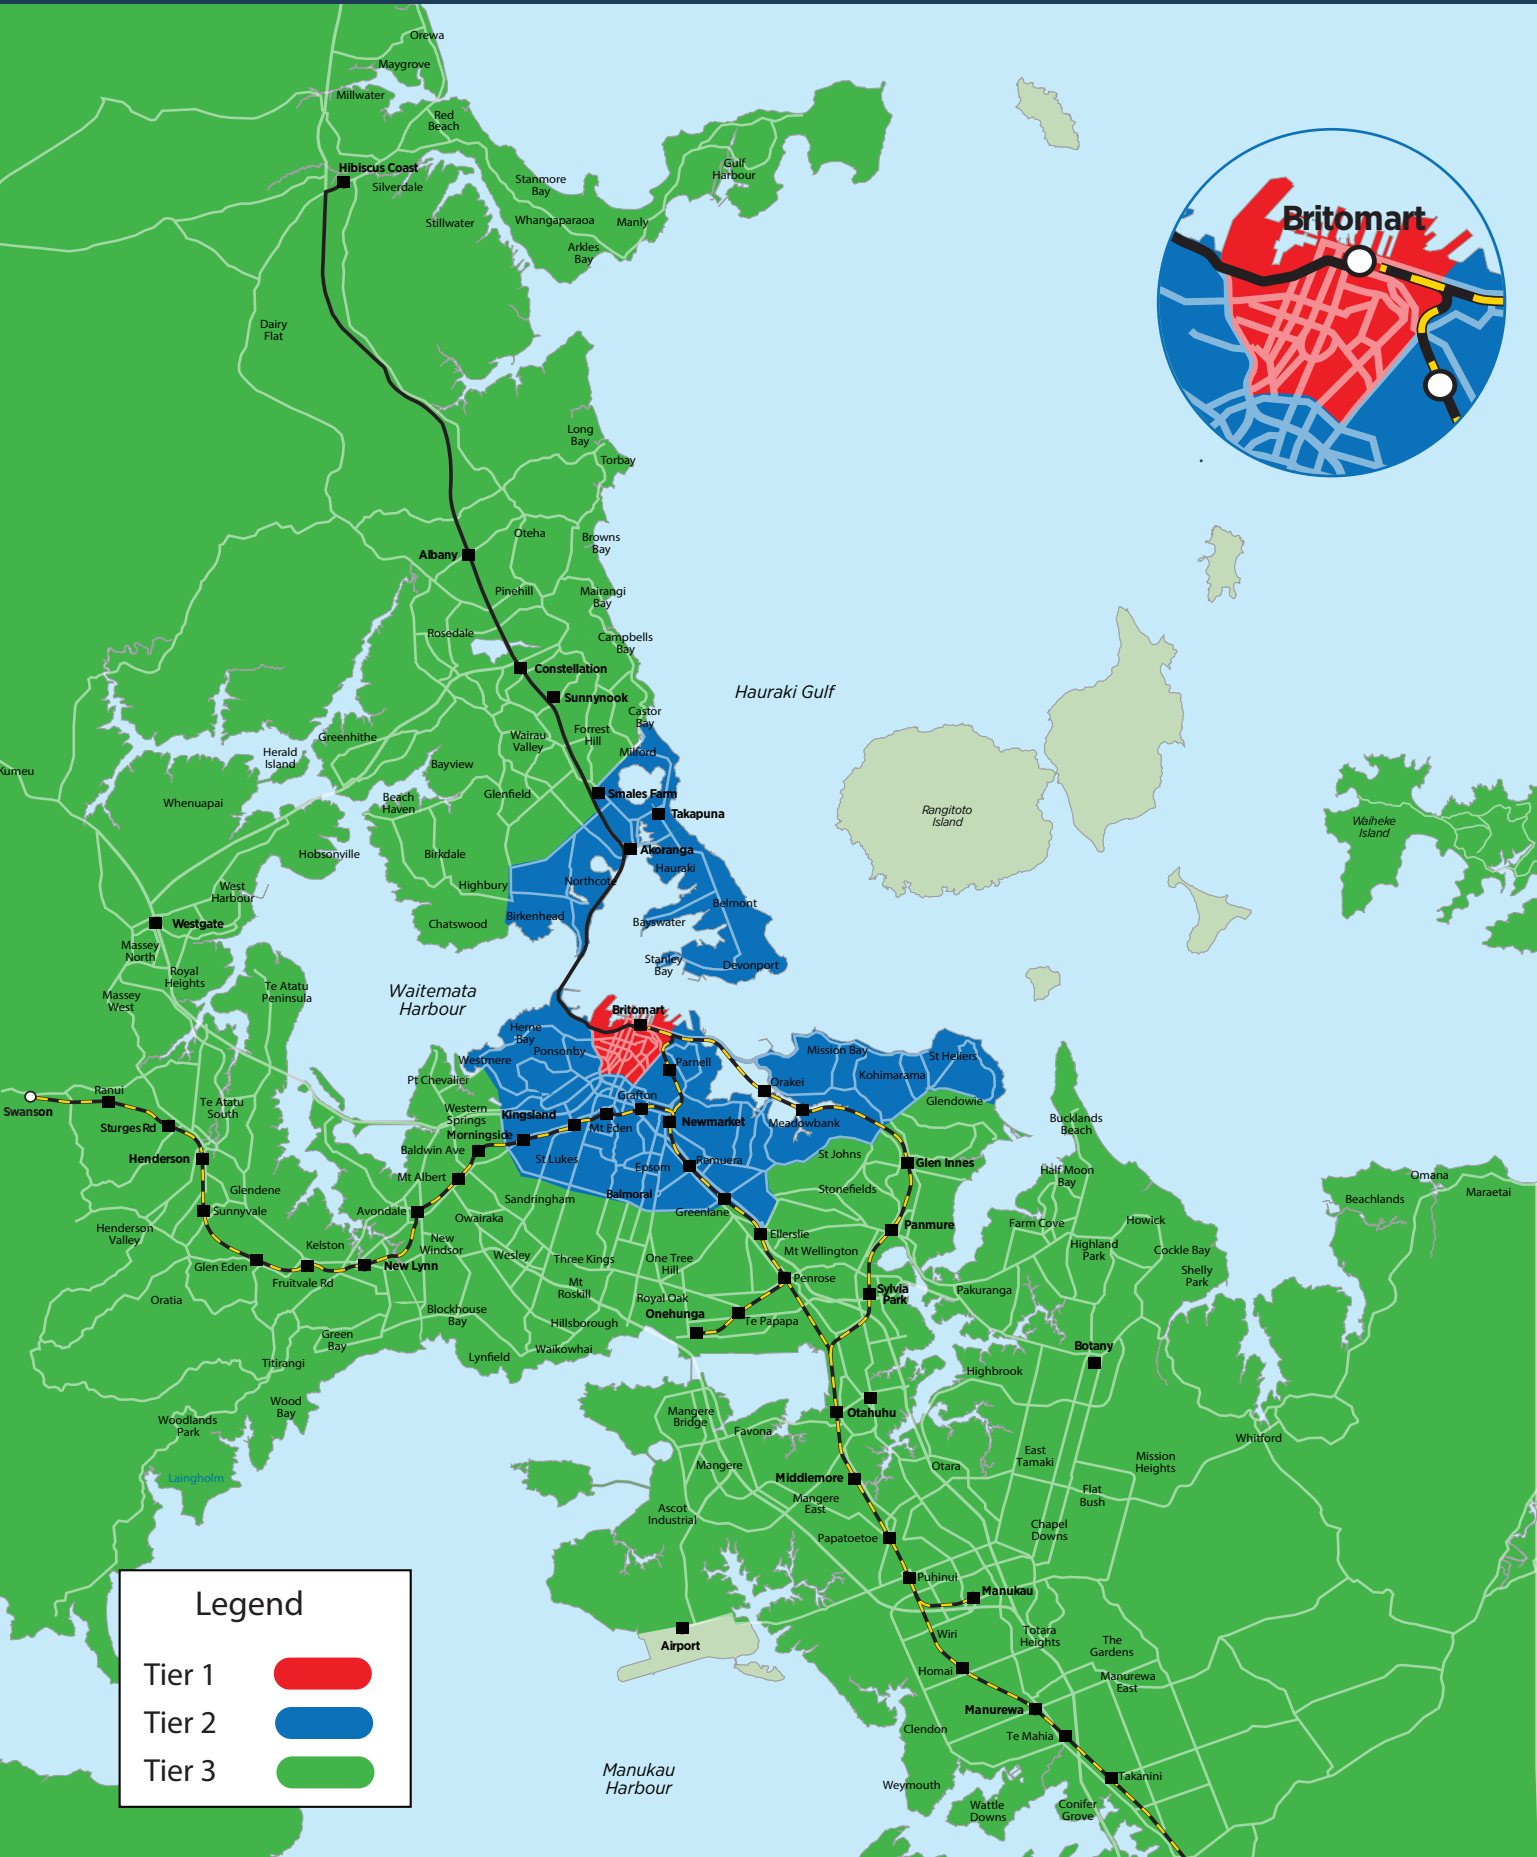 Orewa
Maygrove
Millwater
Red
Beach
Hibiscus Coast
Silverdale
Stanmore
Bay
Gulf
Harbour
Stillwater
Whangaparaoa
Manly
Arkles
Bay
Britomart
Dairy
Flat
Long
Bay
Torbay
Oteha
Browns
Bay
Albany
Pinehill
Mairangi
Bay
Rosedale
Campbells
Bay
Constellation
Sunnynook
Hauraki Gulf
Castor
Bay
Greenhithe
Wairau
Valley
Forrest
Hill
Milford
Herald
Island
Bayview
Kumeu
Whenuapai
Beach
Haven
Glenfield
Smales Farm
Takapuna
Rangitoto
Island
Waiheke
Island
Hobsonville
Birkdale
Akoranga
Hauraki
Northcote
Highbury
West
Harbour
Belmont
Westgate
Chatswood
Birkenhead
Bayswater
Massey
North
Royal
Heights
Te Atatu
Peninsula
Stanley
Bay
Devonport
Massey
West
Waitemata
Harbour
Britomart
Herne
Bay
Ponsonby
Westmere
Parnell
Mission Bay
St Heliers
Kohimarama
Pt Chevalier
Orakei
Swanson
Ranui
Te Atatu
South
Western
Springs
Grafton
Glendowie
Kingsland
Mt Eden
Newmarket
Meadowbank
Bucklands
Beach
Sturges Rd
Morningside
Baldwin Ave
St Lukes
Epsom
Remuera
St Johns
Glen Innes
Henderson
Mt Albert
Half Moon
Bay
Omana
Maraetai
Beachlands
Glendene
Sandringham
Balmoral
Stonefields
Sunnyvale
Avondale
Owairaka
Greenlane
Panmure
Farm Cove
Howick
Henderson
Valley
Kelston
New
Windsor
Ellerslie
Mt Wellington
Highland
Park
Cockle Bay
Glen Eden
Fruitvale Rd
New Lynn
Wesley
Three Kings
One Tree
Hill
Penrose
Shelly
Park
Oratia
Mt
Roskill
Royal Oak
Sylvia
Park
Pakuranga
Blockhouse
Bay
Hillsborough
Onehunga
Te Papapa
Green
Bay
Titirangi
Waikowhai
Lynfield
Botany
Highbrook
Wood
Bay
Woodlands
Park
Mangere
Bridge
Favona
Otahuhu
Whitford
Laingholm
Mangere
Middlemore
Otara
East
Tamaki
Mission
Heights
Ascot
Industrial
Mangere
East
Flat
Bush
Papatoetoe
Chapel
Downs
Puhinui
Manukau
Legend
Tier 1
Tier 2
Tier 3
Airport
Wiri
Totara
Heights
The
Gardens
Homai
Manurewa
East
Manurewa
Clendon
Te Mahia
Manukau
Harbour
Weymouth
Takanini
Wattle
Downs
Conifer
Grove